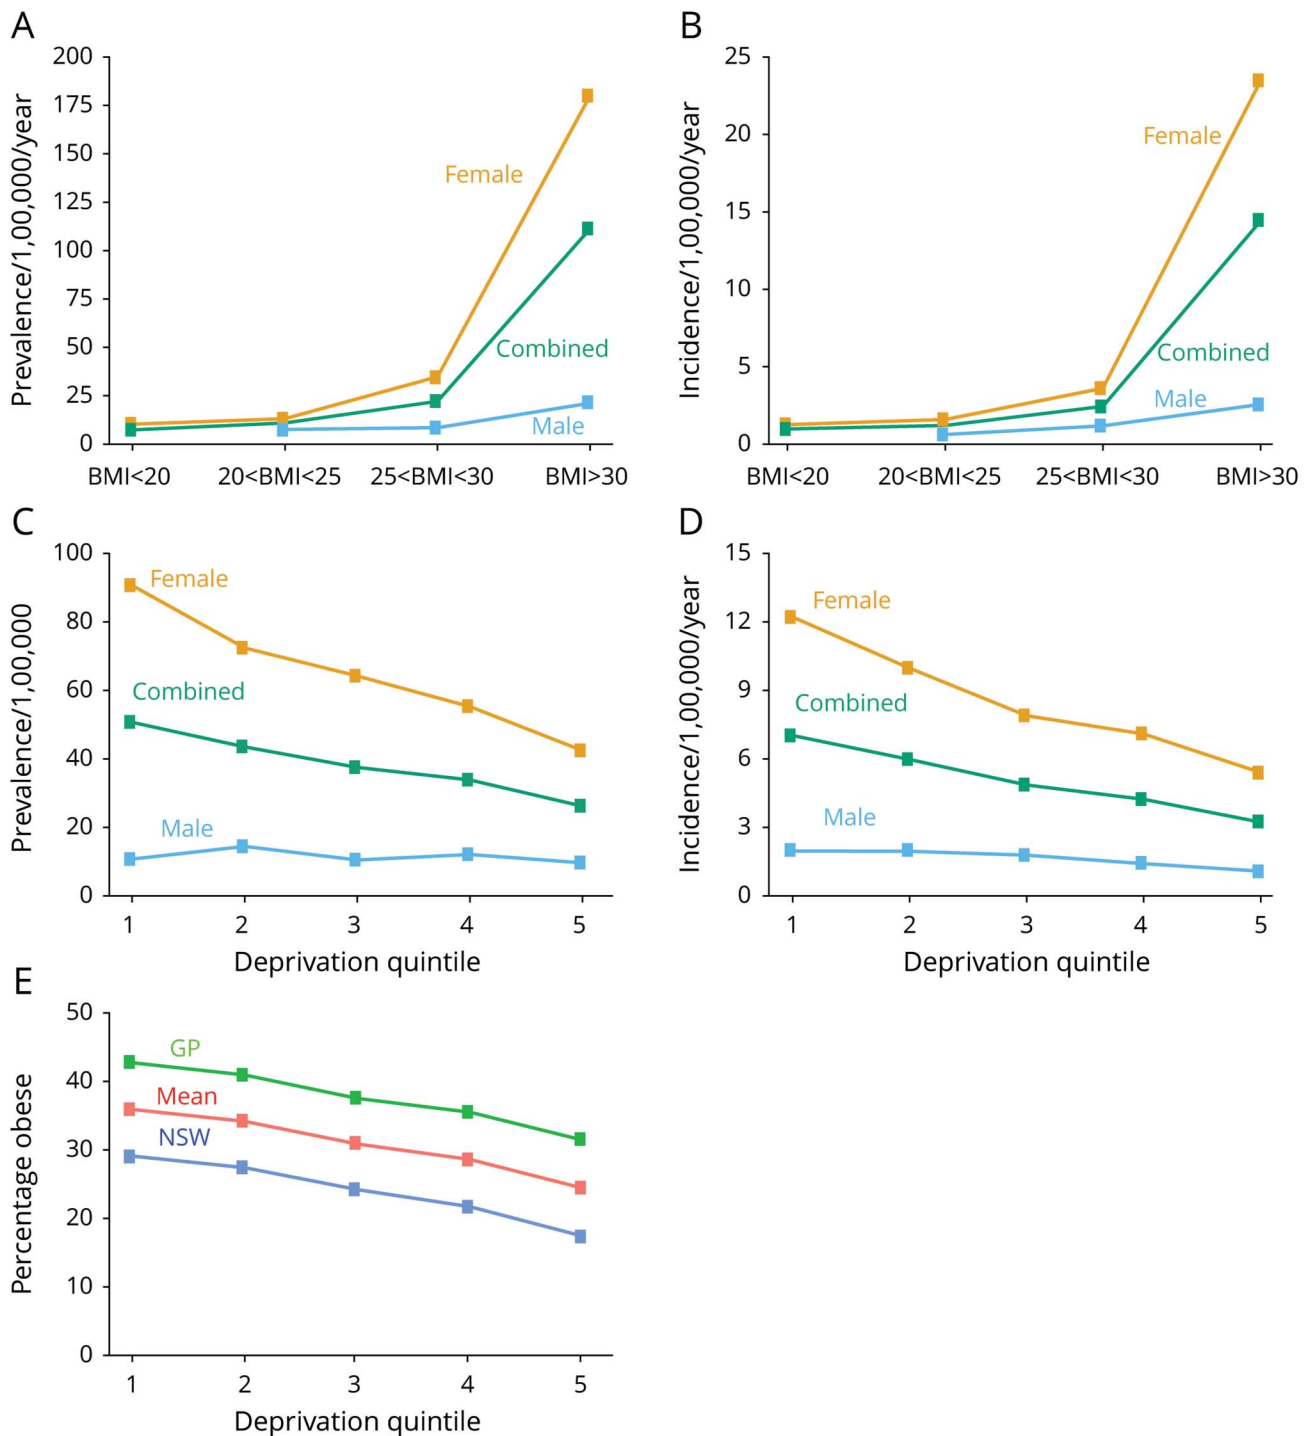 A
Prevalence/1,00,000/year
200
175
150
125
100
75
50
25
0
Female
Combined
Male
BMI<20 20<BMI<25 25<BMI<30 BMI>30
B
Incidence/1,00,000/year
25
20
15
10
5
0
Female
Combined
Male
BMI<20 20<BMI<25 25<BMI<30 BMI>30
C
Prevalence/1,00,000
100
80
60
40
20
0
Female
Combined
Male
1 2 3 4 5
Deprivation quintile
D
Incidence/1,00,000/year
15
12
9
6
3
0
Female
Combined
Male
1 2 3 4 5
Deprivation quintile
E
Percentage obese
50
40
30
20
10
0
GP
Mean
NSW
1 2 3 4 5
Deprivation quintile